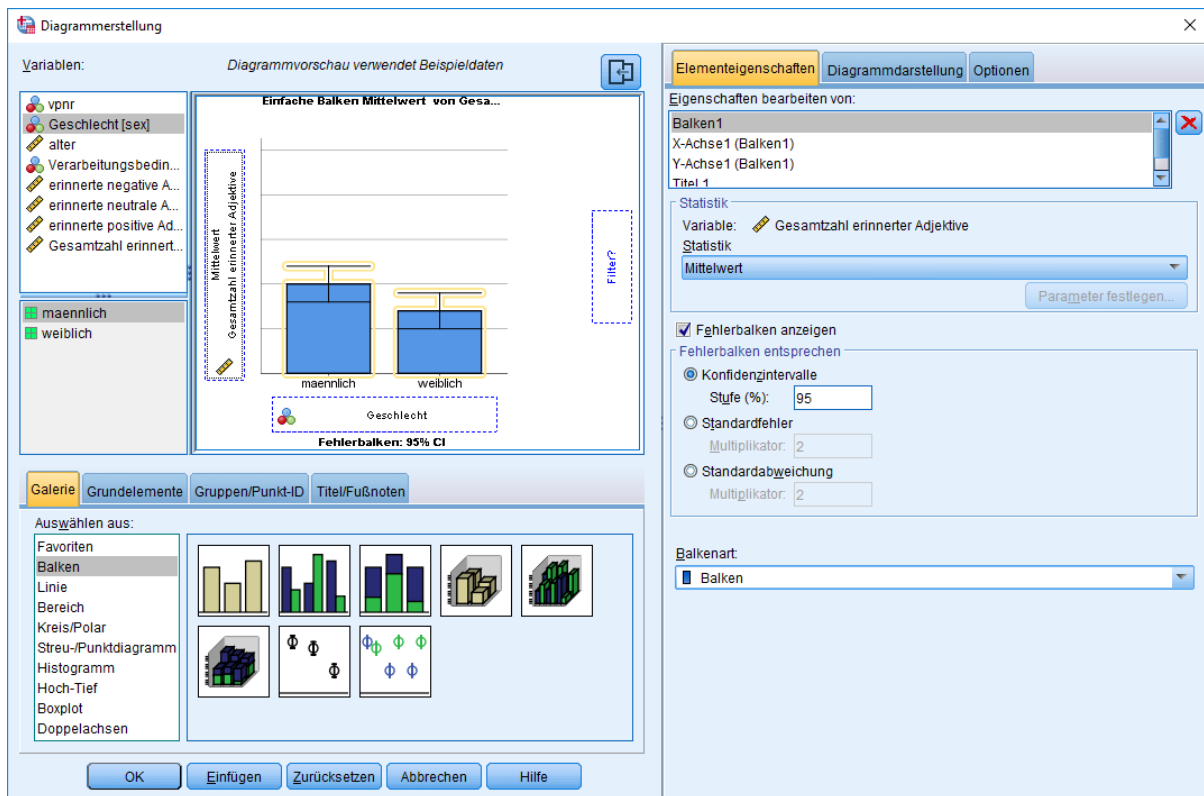 Diagrammerstellung
Variablen:
Diagrammvorschau verwendet Beispieldaten
vpnr
Geschlecht [sex]
alter
Verarbeitungsbedin...
erinnerte negative A...
erinnerte neutrale A...
erinnerte positive Ad...
Gesamtzahl erinnert...
maennlich
weiblich
Einfache Balken Mittelwert von Gesa...
Mittelwert
Gesamtzahl erinnerter Adjektive
maennlich
weiblich
Geschlecht
Fehlerbalken: 95% CI
Filter?
Galerie
Grundelemente
Gruppen/Punkt-ID
Titel/Fußnoten
Auswählen aus:
Favoriten
Balken
Linie
Bereich
Kreis/Polar
Streu-/Punktdiagramm
Histogramm
Hoch-Tief
Boxplot
Doppelachsen
OK
Einfügen
Zurücksetzen
Abbrechen
Hilfe
Elementeigenschaften
Diagrammdarstellung
Optionen
Eigenschaften bearbeiten von:
Balken1
X-Achse1 (Balken1)
Y-Achse1 (Balken1)
Titel 1
Statistik
Variable: Gesamtzahl erinnerter Adjektive
Statistik
Mittelwert
Parameter festlegen...
Fehlerbalken anzeigen
Fehlerbalken entsprechen
Konfidenzintervalle
Stufe (%): 95
Standardfehler
Multiplikator: 2
Standardabweichung
Multiplikator: 2
Balkenart:
Balken